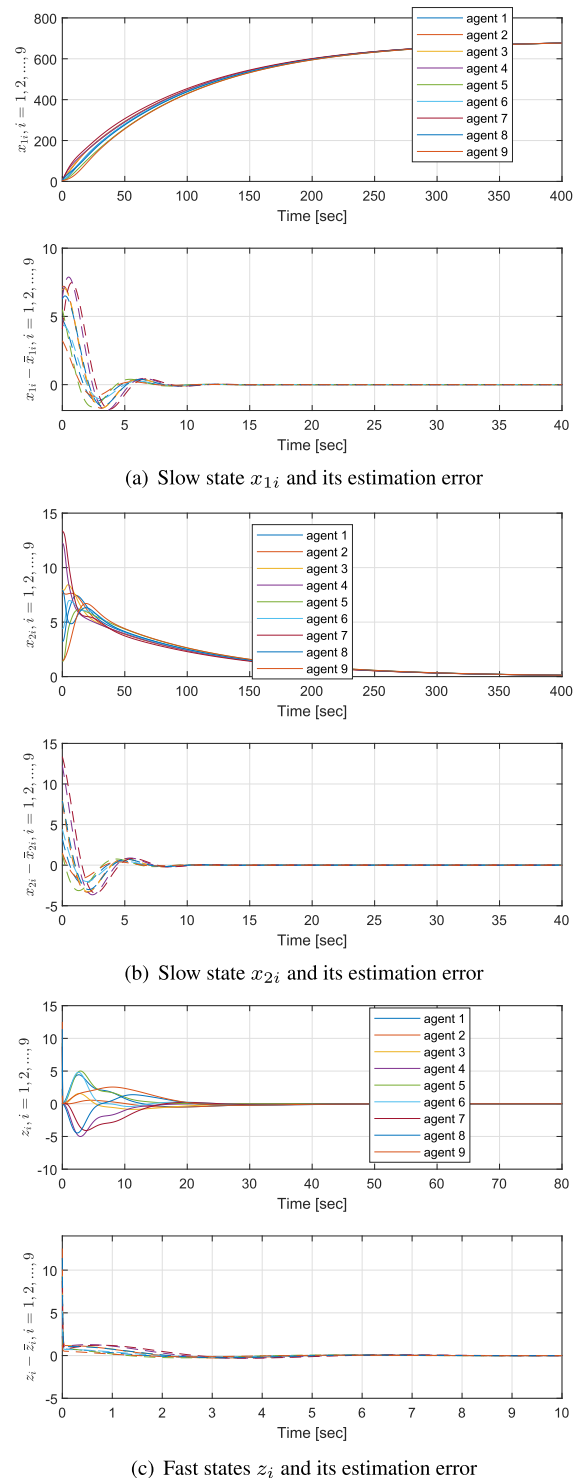 800
600
400
200
0
x_{1i}, i = 1, 2, ..., 9
agent 1
agent 2
agent 3
agent 4
agent 5
agent 6
agent 7
agent 8
agent 9
0 50 100 150 200 250 300 350 400
Time [sec]
10
5
0
x_{1i} − x̄_{1i}, i = 1, 2, ..., 9
0 5 10 15 20 25 30 35 40
Time [sec]
(a) Slow state x_{1i} and its estimation error
15
10
5
0
x_{2i}, i = 1, 2, ..., 9
agent 1
agent 2
agent 3
agent 4
agent 5
agent 6
agent 7
agent 8
agent 9
0 50 100 150 200 250 300 350 400
Time [sec]
15
10
5
0
-5
x_{2i} − x̄_{2i}, i = 1, 2, ..., 9
0 5 10 15 20 25 30 35 40
Time [sec]
(b) Slow state x_{2i} and its estimation error
15
10
5
0
-5
-10
z_i, i = 1, 2, ..., 9
agent 1
agent 2
agent 3
agent 4
agent 5
agent 6
agent 7
agent 8
agent 9
0 10 20 30 40 50 60 70 80
Time [sec]
10
5
0
-5
z_i − z̄_i, i = 1, 2, ..., 9
0 1 2 3 4 5 6 7 8 9 10
Time [sec]
(c) Fast states z_i and its estimation error